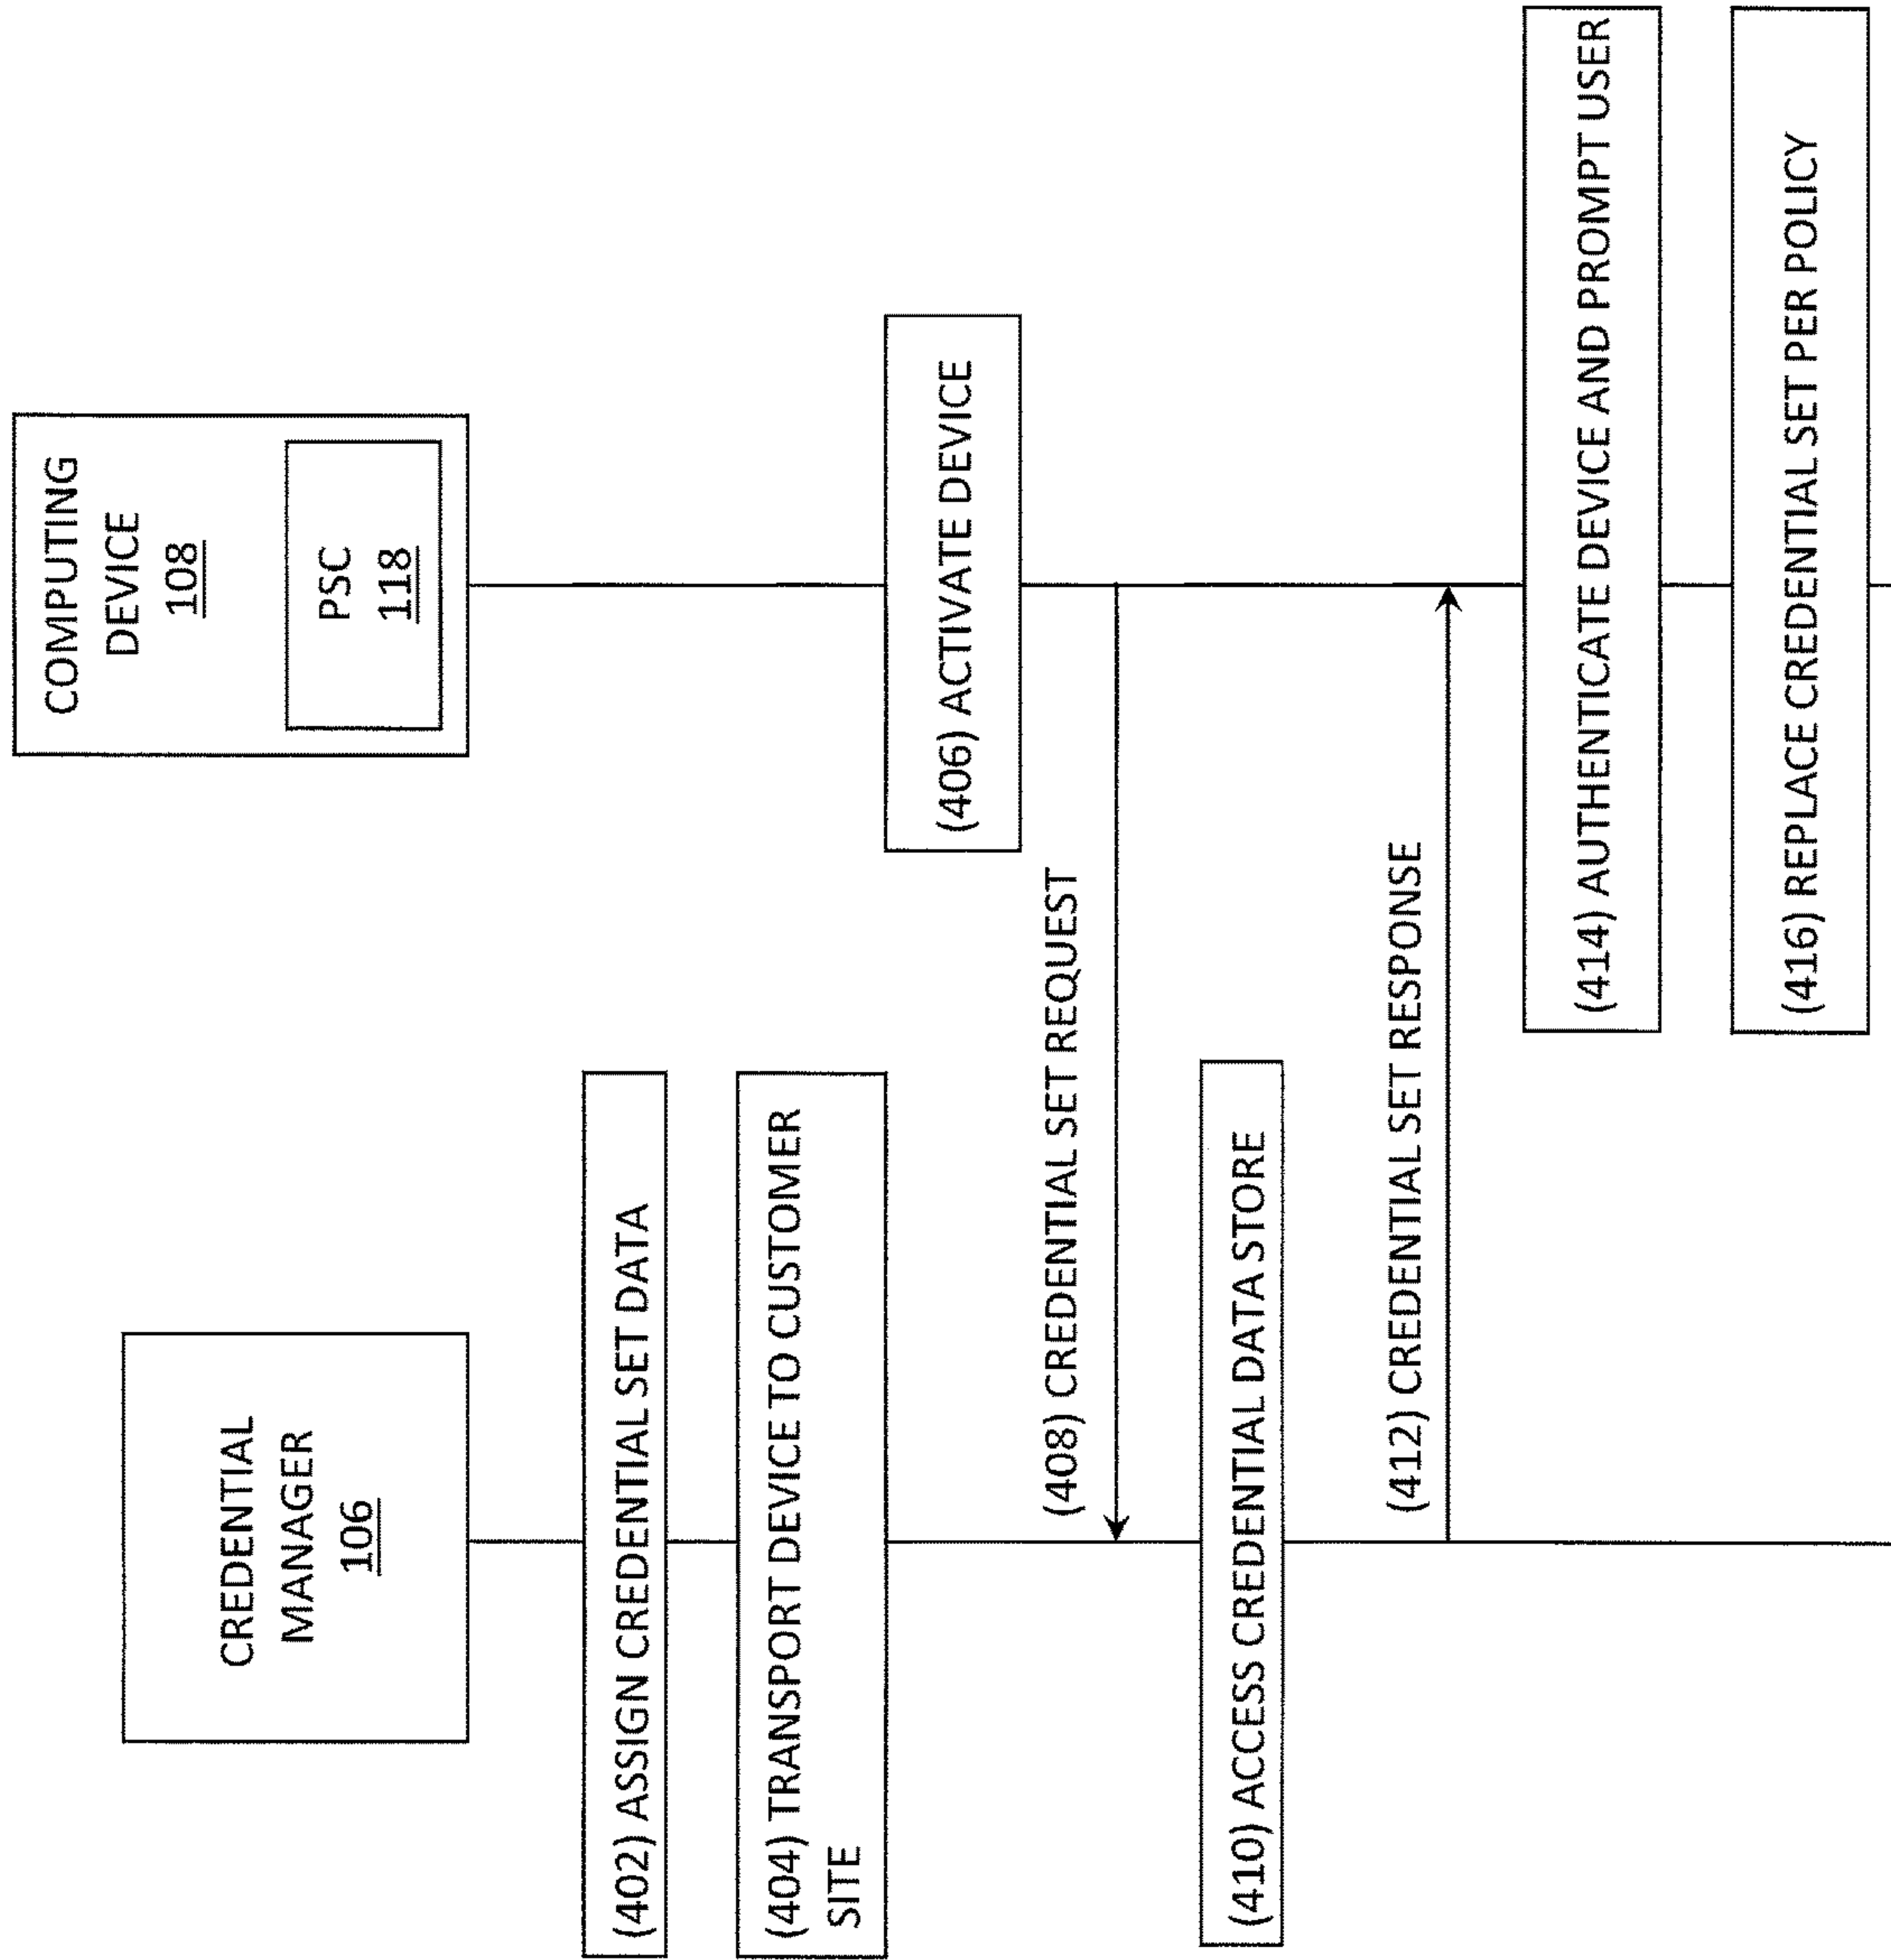 CREDENTIAL
MANAGER
106
COMPUTING
DEVICE
108
PSC
118
(402) ASSIGN CREDENTIAL SET DATA
(404) TRANSPORT DEVICE TO CUSTOMER
SITE
(406) ACTIVATE DEVICE
(408) CREDENTIAL SET REQUEST
(410) ACCESS CREDENTIAL DATA STORE
(412) CREDENTIAL SET RESPONSE
(414) AUTHENTICATE DEVICE AND PROMPT USER
(416) REPLACE CREDENTIAL SET PER POLICY